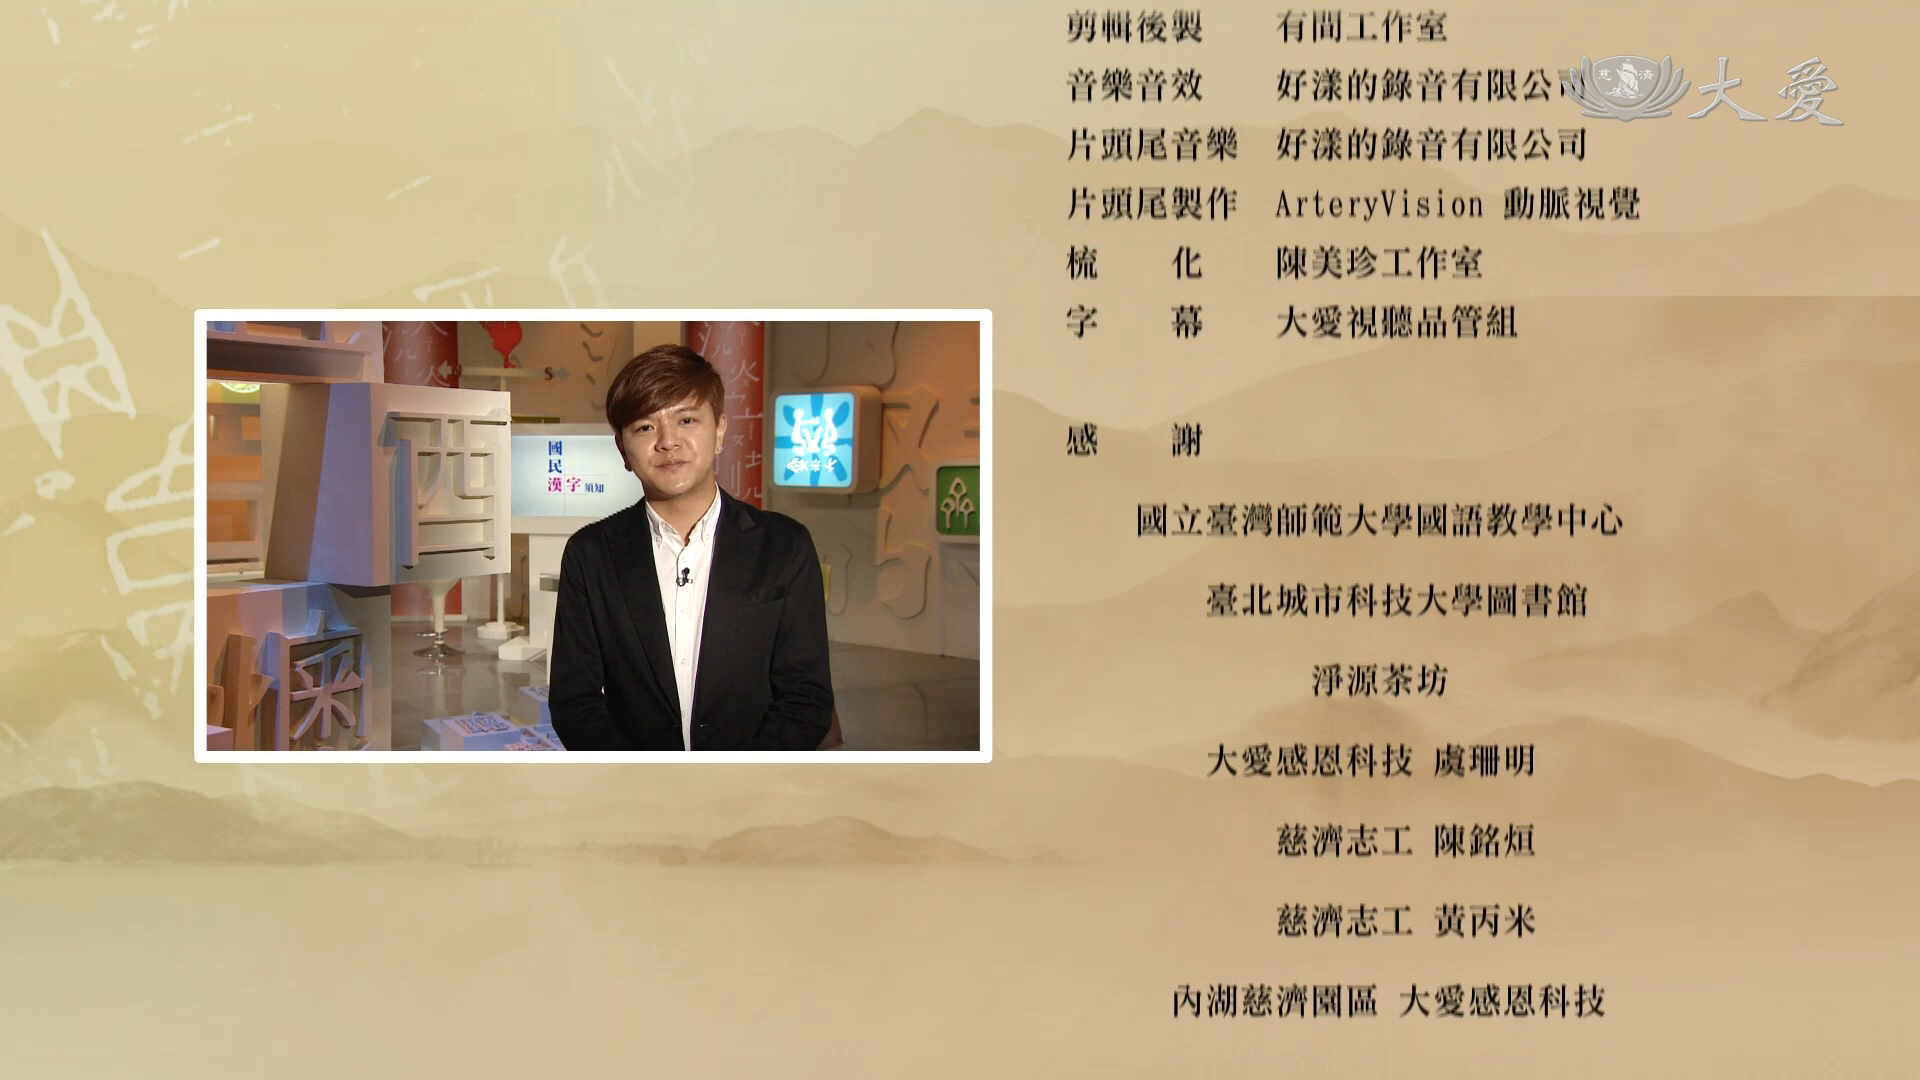 剪輯後製 有間工作室
音樂音效 好漾的錄音有限公司
片頭尾音樂 好漾的錄音有限公司
片頭尾製作 ArteryVision 動脈視覺
梳化 陳美珍工作室
字幕 大愛視聽品管組
感謝
國立臺灣師範大學國語教學中心
臺北城市科技大學圖書館
淨源茶坊
大愛感恩科技 虞珊明
慈濟志工 陳銘烜
慈濟志工 黃丙米
內湖慈濟園區 大愛感恩科技
慈濟
大愛
國民
漢字須知
S